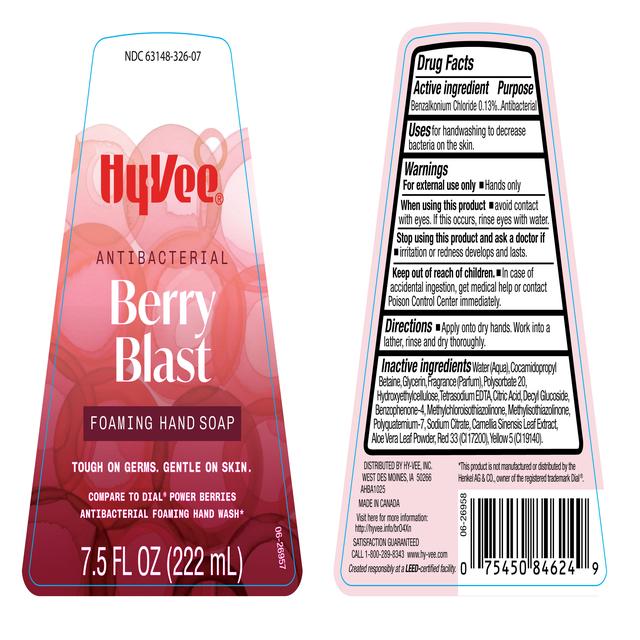 NDC 63148-326-07
HyVee®
ANTIBACTERIAL
Berry
Blast
FOAMING HAND SOAP
TOUGH ON GERMS. GENTLE ON SKIN.
COMPARE TO DIAL® POWER BERRIES
ANTIBACTERIAL FOAMING HAND WASH*
7.5 FL OZ (222 mL)
06-26957
Drug Facts
Active ingredient Purpose
Benzalkonium Chloride 0.13%..Antibacterial
Uses for handwashing to decrease
bacteria on the skin.
Warnings
For external use only ■ Hands only
When using this product ■ avoid contact
with eyes. If this occurs, rinse eyes with water.
Stop using this product and ask a doctor if
■ irritation or redness develops and lasts.
Keep out of reach of children. ■ In case of
accidental ingestion, get medical help or contact
Poison Control Center immediately.
Directions ■ Apply onto dry hands. Work into a
lather, rinse and dry thoroughly.
Inactive ingredients Water (Aqua), Cocamidopropyl
Betaine, Glycerin, Fragrance (Parfum), Polysorbate 20,
Hydroxyethylcellulose, Tetrasodium EDTA, Citric Acid, Decyl Glucoside,
Benzophenone-4, Methylchloroisothiazolinone, Methylisothiazolinone,
Polyquaternium-7, Sodium Citrate, Camellia Sinensis Leaf Extract,
Aloe Vera Leaf Powder, Red 33 (CI 17200), Yellow 5 (CI 19140).
DISTRIBUTED BY HY-VEE, INC.
WEST DES MOINES, IA 50266
AHBA1025
MADE IN CANADA
Visit here for more information:
http://hyvee.info/br04Xn
SATISFACTION GUARANTEED
CALL 1-800-289-8343 www.hy-vee.com
Created responsibly at a LEED-certified facility.
*This product is not manufactured or distributed by the
Henkel AG & CO., owner of the registered trademark Dial®.
06-26958
0 75450 84624 9